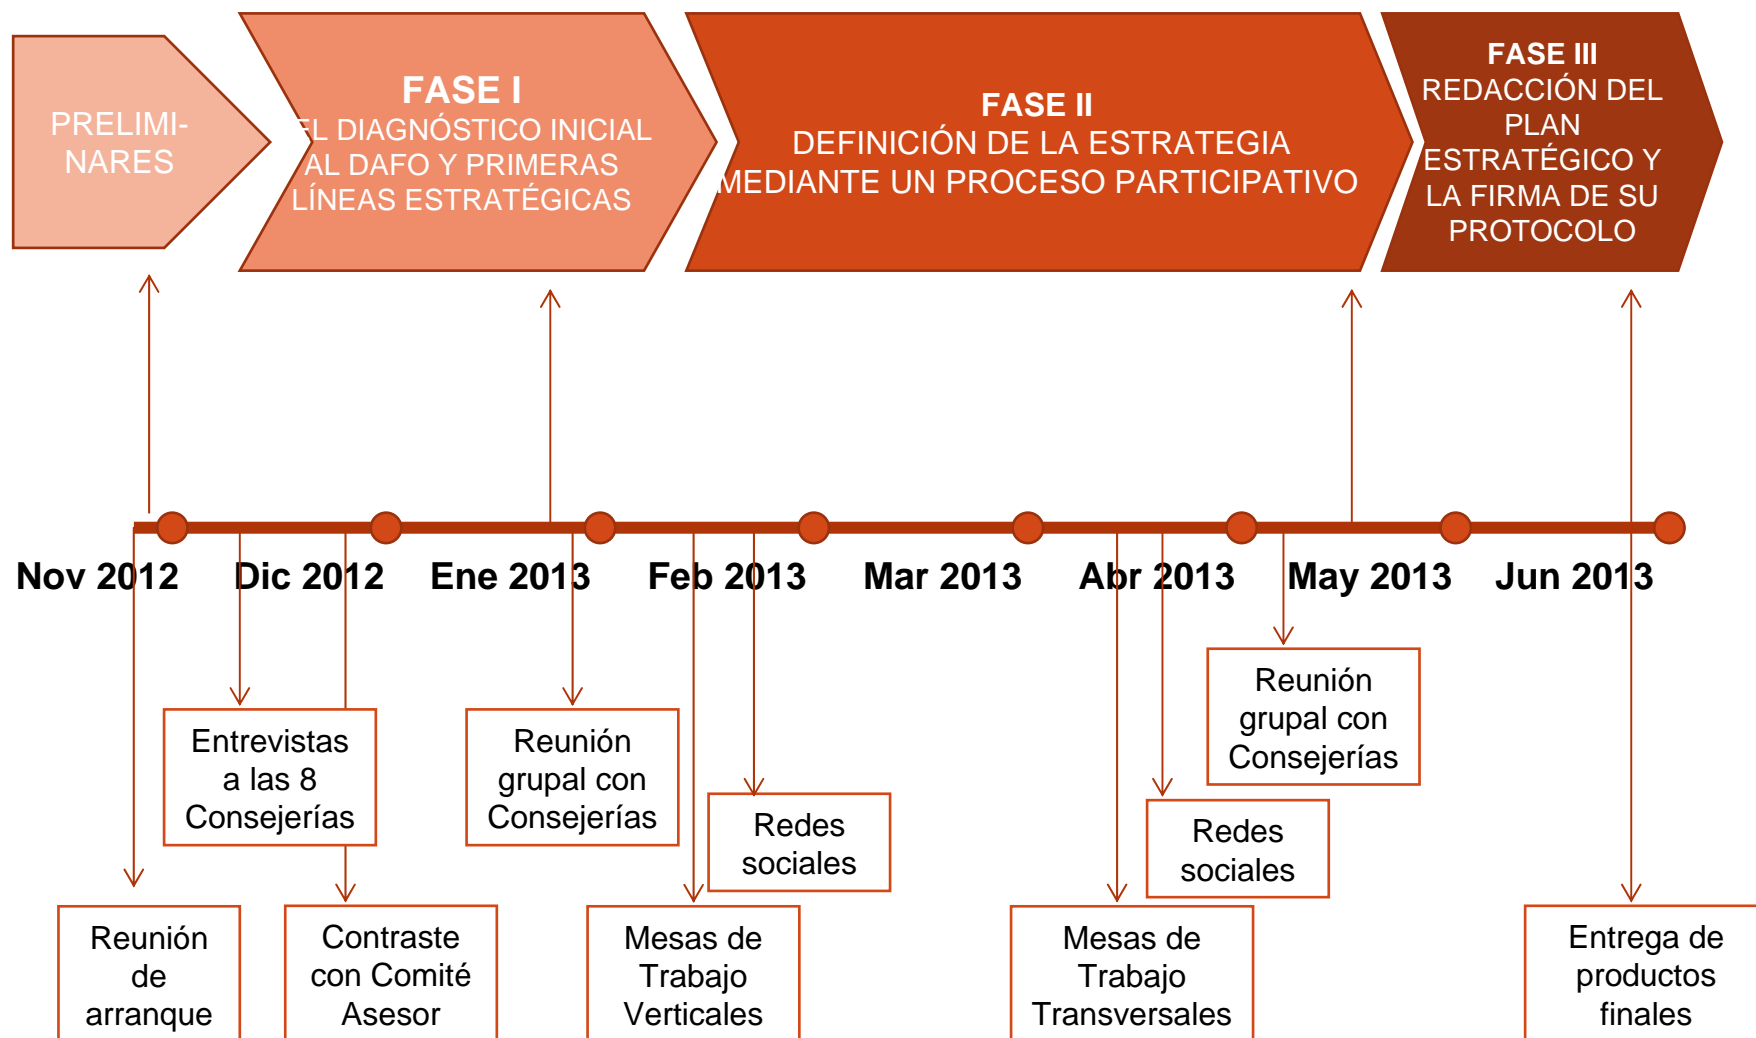 PRELIMI-
NARES
FASE I
EL DIAGNÓSTICO INICIAL
AL DAFO Y PRIMERAS
LÍNEAS ESTRATÉGICAS
FASE II
DEFINICIÓN DE LA ESTRATEGIA
MEDIANTE UN PROCESO PARTICIPATIVO
FASE III
REDACCIÓN DEL
PLAN
ESTRATÉGICO Y
LA FIRMA DE SU
PROTOCOLO
Nov 2012
Dic 2012
Ene 2013
Feb 2013
Mar 2013
Abr 2013
May 2013
Jun 2013
Entrevistas
a las 8
Consejerías
Reunión
grupal con
Consejerías
Redes
sociales
Reunión
grupal con
Consejerías
Redes
sociales
Reunión
de
arranque
Contraste
con Comité
Asesor
Mesas de
Trabajo
Verticales
Mesas de
Trabajo
Transversales
Entrega de
productos
finales